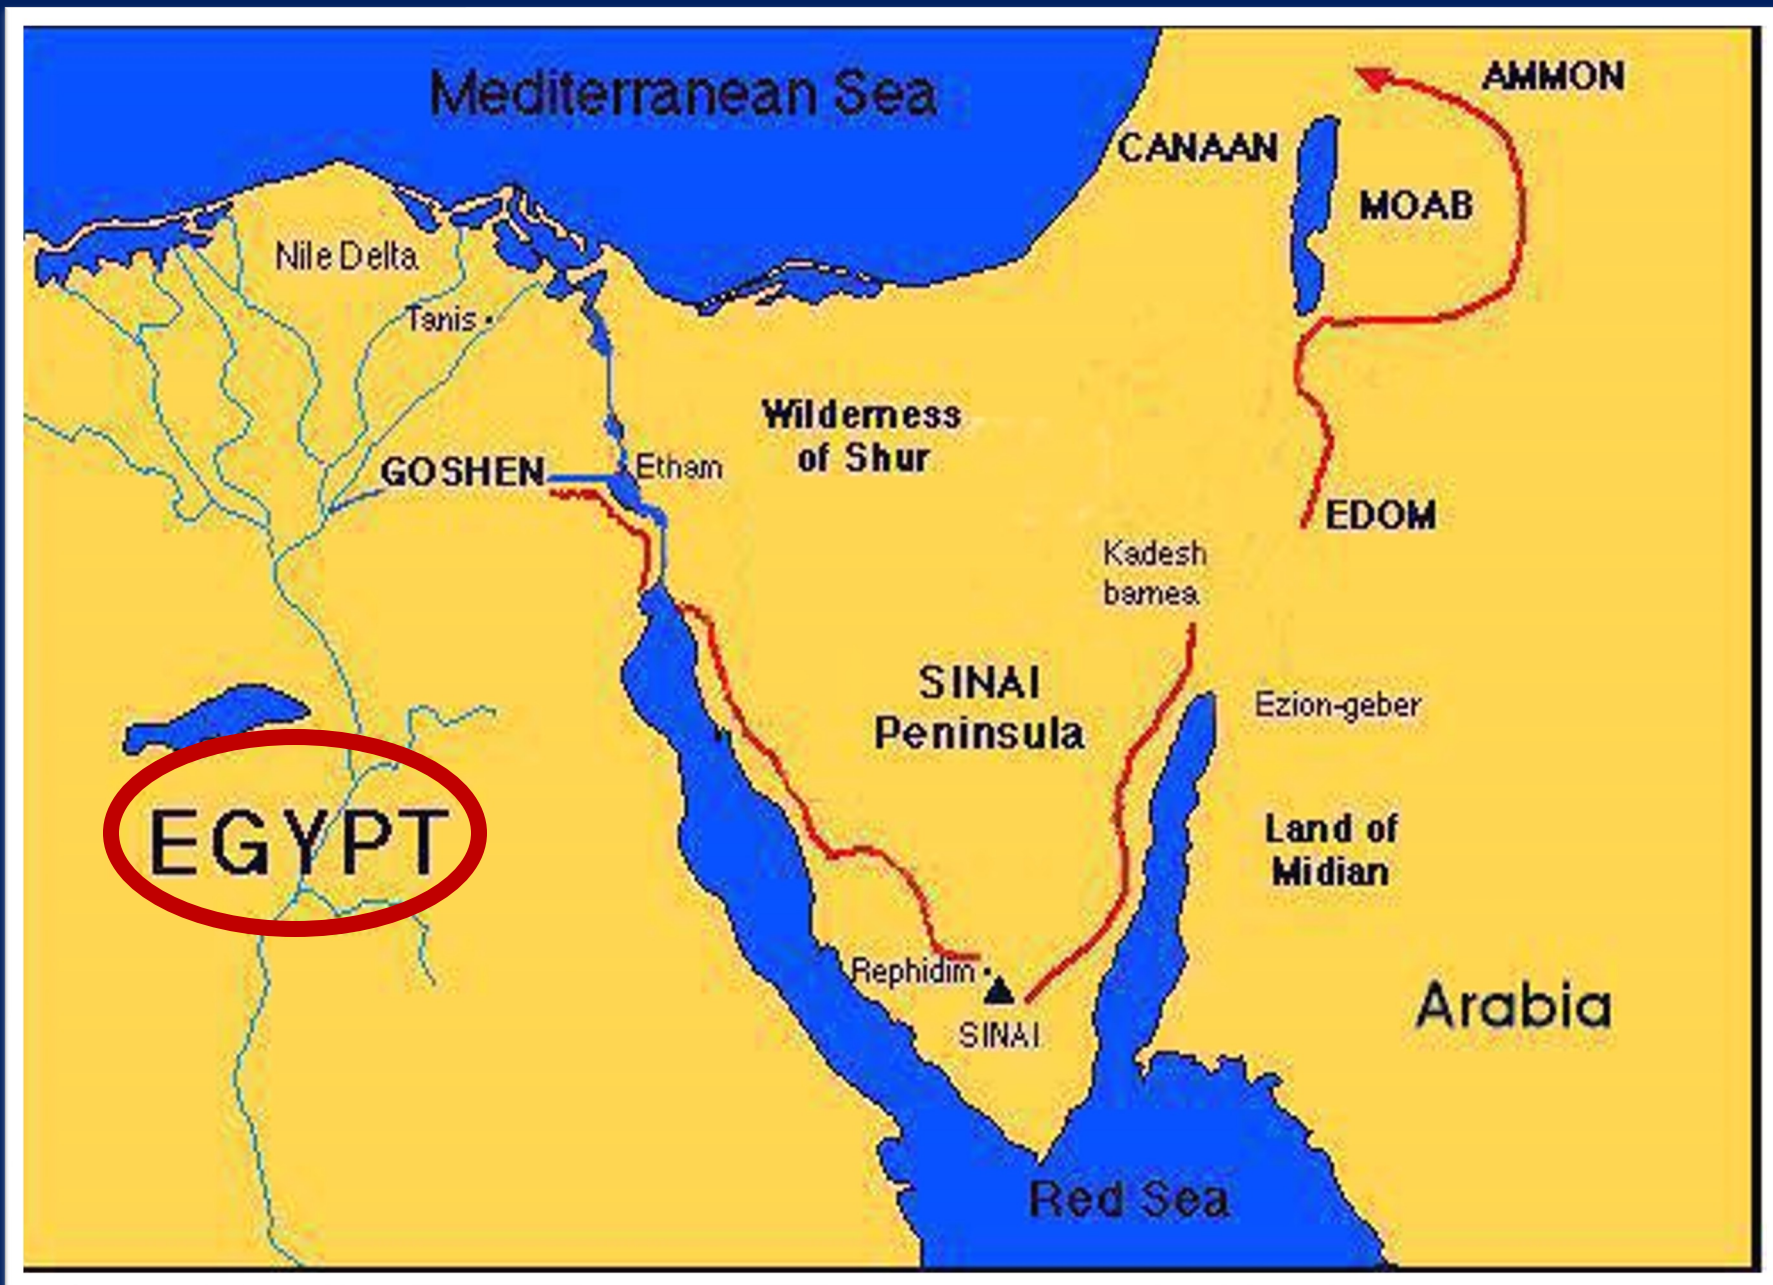 Mediterranean Sea
AMMON
CANAAN
MOAB
Nile Delta
Tanis
Wilderness
of Shur
GOSHEN
Etham
EDOM
Kadesh
barnea
SINAI
Peninsula
Ezion-geber
EGYPT
Land of
Midian
Rephidim
SINAI
Arabia
Red Sea